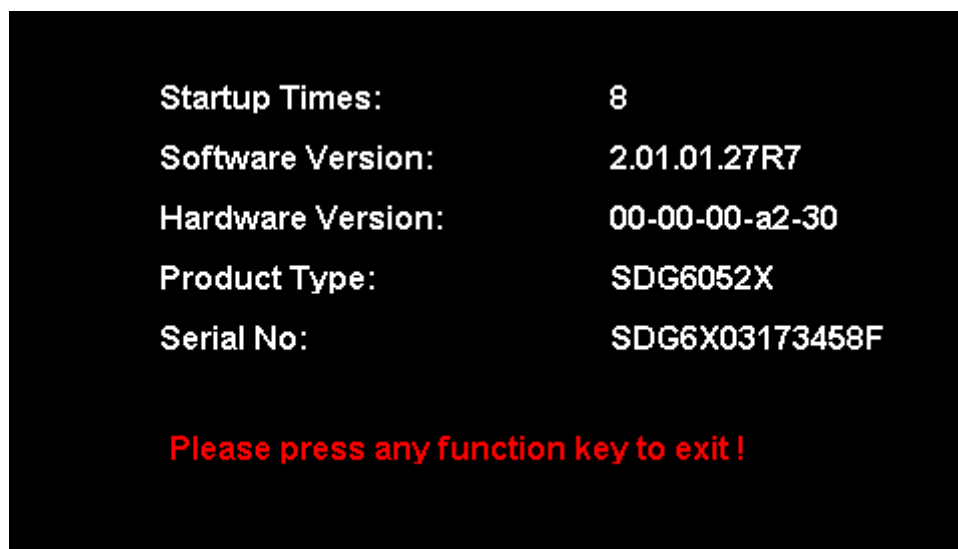 Startup Times: 8
Software Version: 2.01.01.27R7
Hardware Version: 00-00-00-a2-30
Product Type: SDG6052X
Serial No: SDG6X03173458F
Please press any function key to exit !